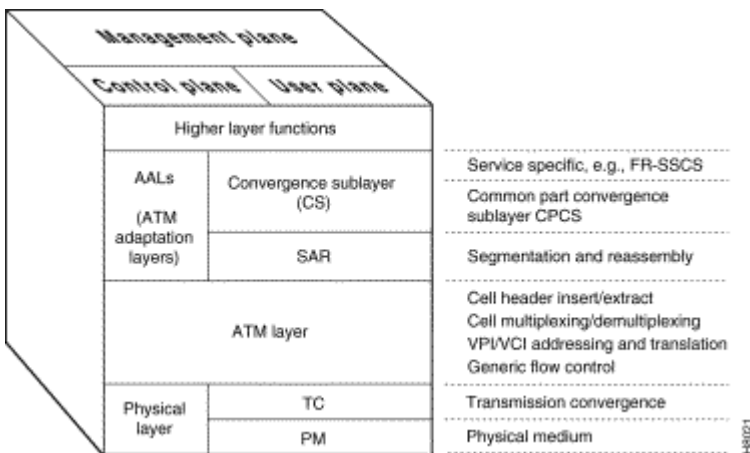 Management plane
Control plane
User plane
Higher layer functions
AALs
(ATM
adaptation
layers)
Convergence sublayer
(CS)
Service specific, e.g., FR-SSCS
Common part convergence
sublayer CPCS
SAR
Segmentation and reassembly
ATM layer
Cell header insert/extract
Cell multiplexing/demultiplexing
VPI/VCI addressing and translation
Generic flow control
Physical
layer
TC
Transmission convergence
PM
Physical medium
H8021